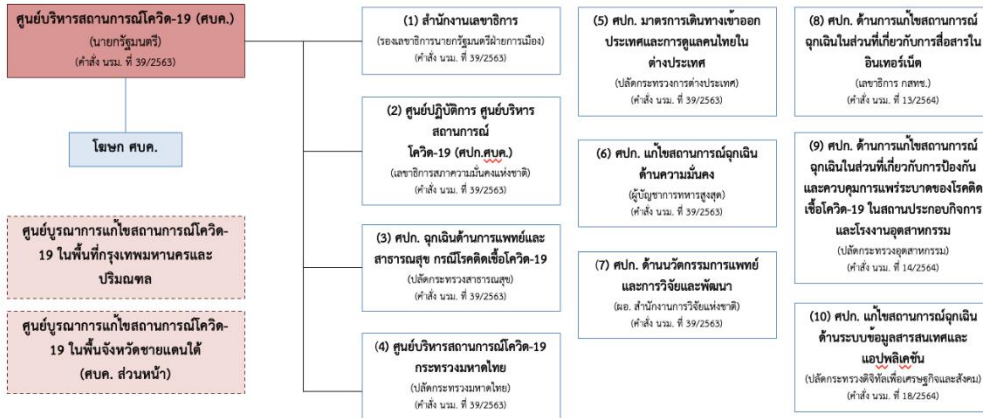 ศูนย์บริหารสถานการณ์โควิด-19 (ศบค.)
(นายกรัฐมนตรี)
(คำสั่ง นรม. ที่ 39/2563)
โฆษก ศบค.
ศูนย์บูรณาการแก้ไขสถานการณ์โควิด-
19 ในพื้นที่กรุงเทพมหานครและ
ปริมณฑล
ศูนย์บูรณาการแก้ไขสถานการณ์โควิด-
19 ในพื้นจังหวัดชายแดนใต้
(ศบค. ส่วนหน้า)
(1) สำนักงานเลขาธิการ
(รองเลขาธิการนายกรัฐมนตรีฝ่ายการเมือง)
(คำสั่ง นรม. ที่ 39/2563)
(2) ศูนย์ปฏิบัติการ ศูนย์บริหาร
สถานการณ์
โควิด-19 (ศปก.ศบค.)
(เลขาธิการสภาความมั่นคงแห่งชาติ)
(คำสั่ง นรม. ที่ 39/2563)
(3) ศปก. ฉุกเฉินด้านการแพทย์และ
สาธารณสุข กรณีโรคติดเชื้อโควิด-19
(ปลัดกระทรวงสาธารณสุข)
(คำสั่ง นรม. ที่ 39/2563)
(4) ศูนย์บริหารสถานการณ์โควิด-19
กระทรวงมหาดไทย
(ปลัดกระทรวงมหาดไทย)
(คำสั่ง นรม. ที่ 39/2563)
(5) ศปก. มาตรการเดินทางเข้าออก
ประเทศและการดูแลคนไทยใน
ต่างประเทศ
(ปลัดกระทรวงการต่างประเทศ)
(คำสั่ง นรม. ที่ 39/2563)
(6) ศปก. แก้ไขสถานการณ์ฉุกเฉิน
ด้านความมั่นคง
(ผู้บัญชาการทหารสูงสุด)
(คำสั่ง นรม. ที่ 39/2563)
(7) ศปก. ด้านนวัตกรรมการแพทย์
และการวิจัยและพัฒนา
(ผอ. สำนักงานการวิจัยแห่งชาติ)
(คำสั่ง นรม. ที่ 39/2563)
(8) ศปก. ด้านการแก้ไขสถานการณ์
ฉุกเฉินในส่วนที่เกี่ยวกับการสื่อสารใน
อินเทอร์เน็ต
(เลขาธิการ กสทช.)
(คำสั่ง นรม. ที่ 13/2564)
(9) ศปก. ด้านการแก้ไขสถานการณ์
ฉุกเฉินในส่วนที่เกี่ยวกับการป้องกัน
และควบคุมการแพร่ระบาดของโรคติด
เชื้อโควิด-19 ในสถานประกอบกิจการ
และโรงงานอุตสาหกรรม
(ปลัดกระทรวงอุตสาหกรรม)
(คำสั่ง นรม. ที่ 14/2564)
(10) ศปก. แก้ไขสถานการณ์ฉุกเฉิน
ด้านระบบข้อมูลสารสนเทศและ
แอปพลิเคชัน
(ปลัดกระทรวงดิจิทัลเพื่อเศรษฐกิจและสังคม)
(คำสั่ง นรม. ที่ 18/2564)